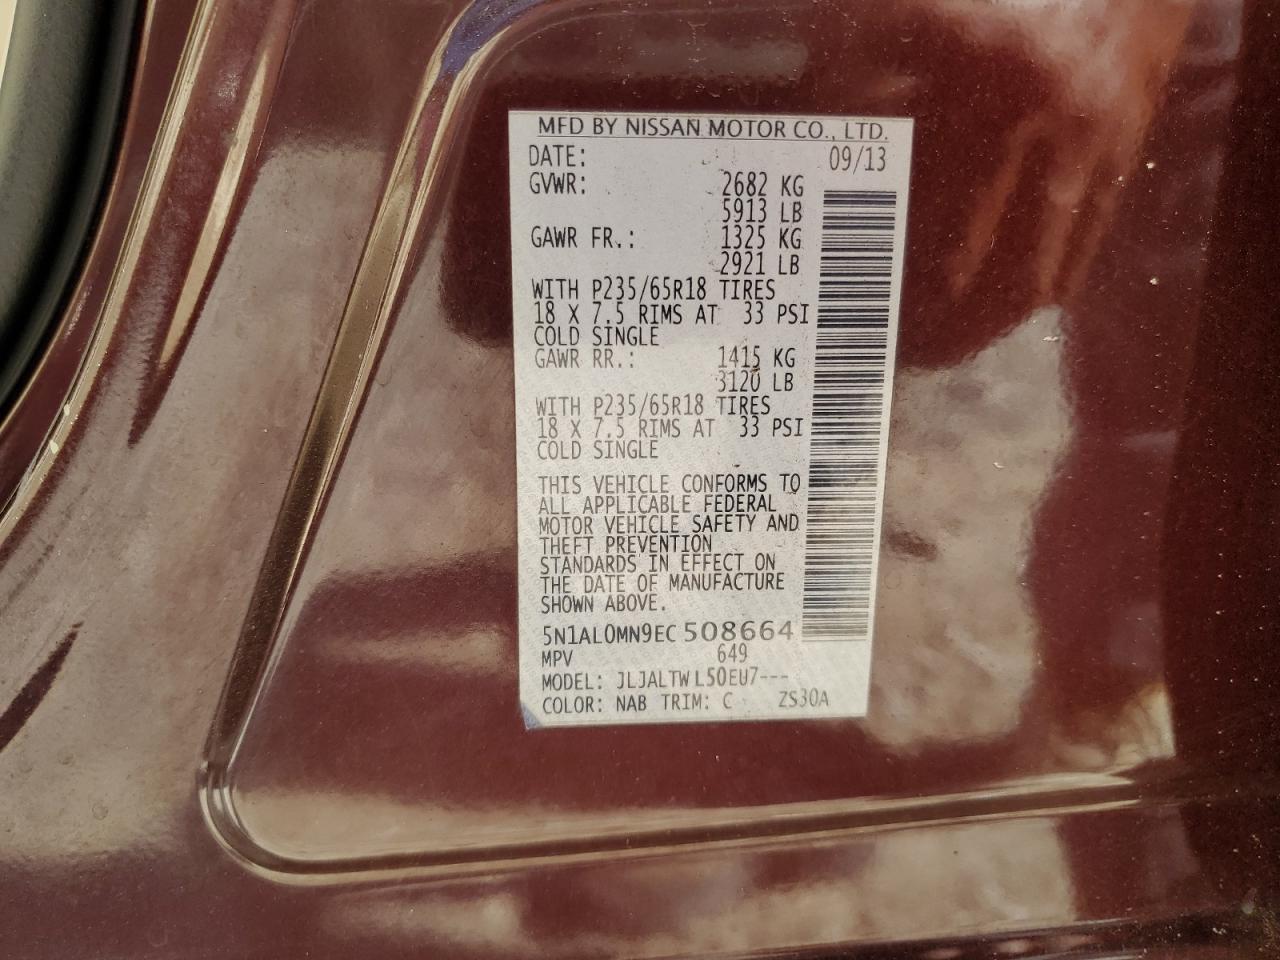 MFD BY NISSAN MOTOR CO., LTD.
DATE: 09/13
GVWR: 2682 KG
5913 LB
GAWR FR.: 1325 KG
2921 LB
WITH P235/65R18 TIRES
18 X 7.5 RIMS AT 33 PSI
COLD SINGLE
GAWR RR.: 1415 KG
3120 LB
WITH P235/65R18 TIRES
18 X 7.5 RIMS AT 33 PSI
COLD SINGLE
THIS VEHICLE CONFORMS TO
ALL APPLICABLE FEDERAL
MOTOR VEHICLE SAFETY AND
THEFT PREVENTION
STANDARDS IN EFFECT ON
THE DATE OF MANUFACTURE
SHOWN ABOVE.
5N1AL0MN9EC508664
MPV 649
MODEL: JLJALTWL50EU7---
COLOR: NAB TRIM: C ZS30A